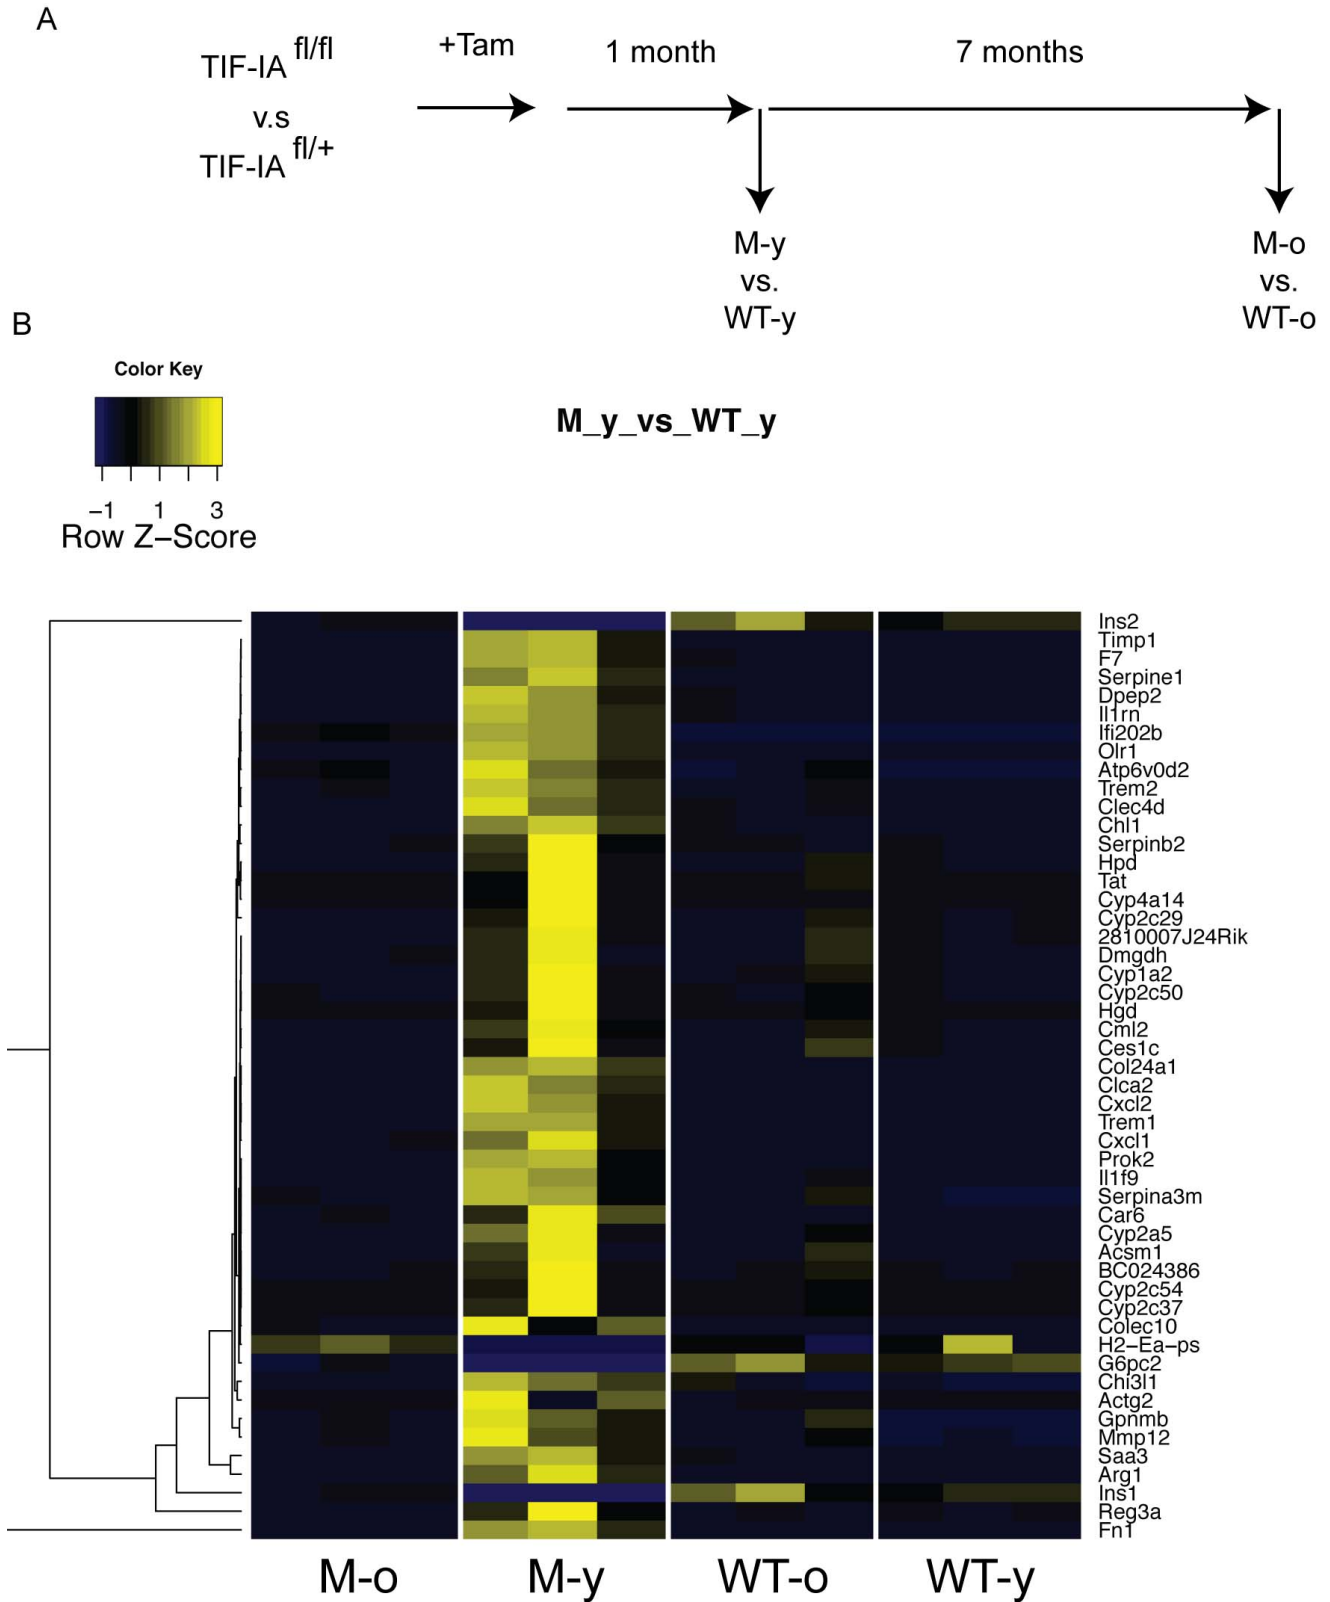 A
TIF-IA fl/fl
v.s
TIF-IA fl/+
+Tam
1 month
7 months
M-y
vs.
WT-y
M-o
vs.
WT-o
B
Color Key
−1 1 3
Row Z−Score
M_y_vs_WT_y
Ins2
Timp1
F7
Serpine1
Dpep2
Il1rn
Ifi202b
Olr1
Atp6v0d2
Trem2
Clec4d
Chl1
Serpinb2
Hpd
Tat
Cyp4a14
Cyp2c29
2810007J24Rik
Dmgdh
Cyp1a2
Cyp2c50
Hgd
Cml2
Ces1c
Col24a1
Clca2
Cxcl2
Trem1
Cxcl1
Prok2
Il1f9
Serpina3m
Car6
Cyp2a5
Acsm1
BC024386
Cyp2c54
Cyp2c37
Colec10
H2−Ea−ps
G6pc2
Chi3l1
Actg2
Gpnmb
Mmp12
Saa3
Arg1
Ins1
Reg3a
Fn1
M-o M-y WT-o WT-y